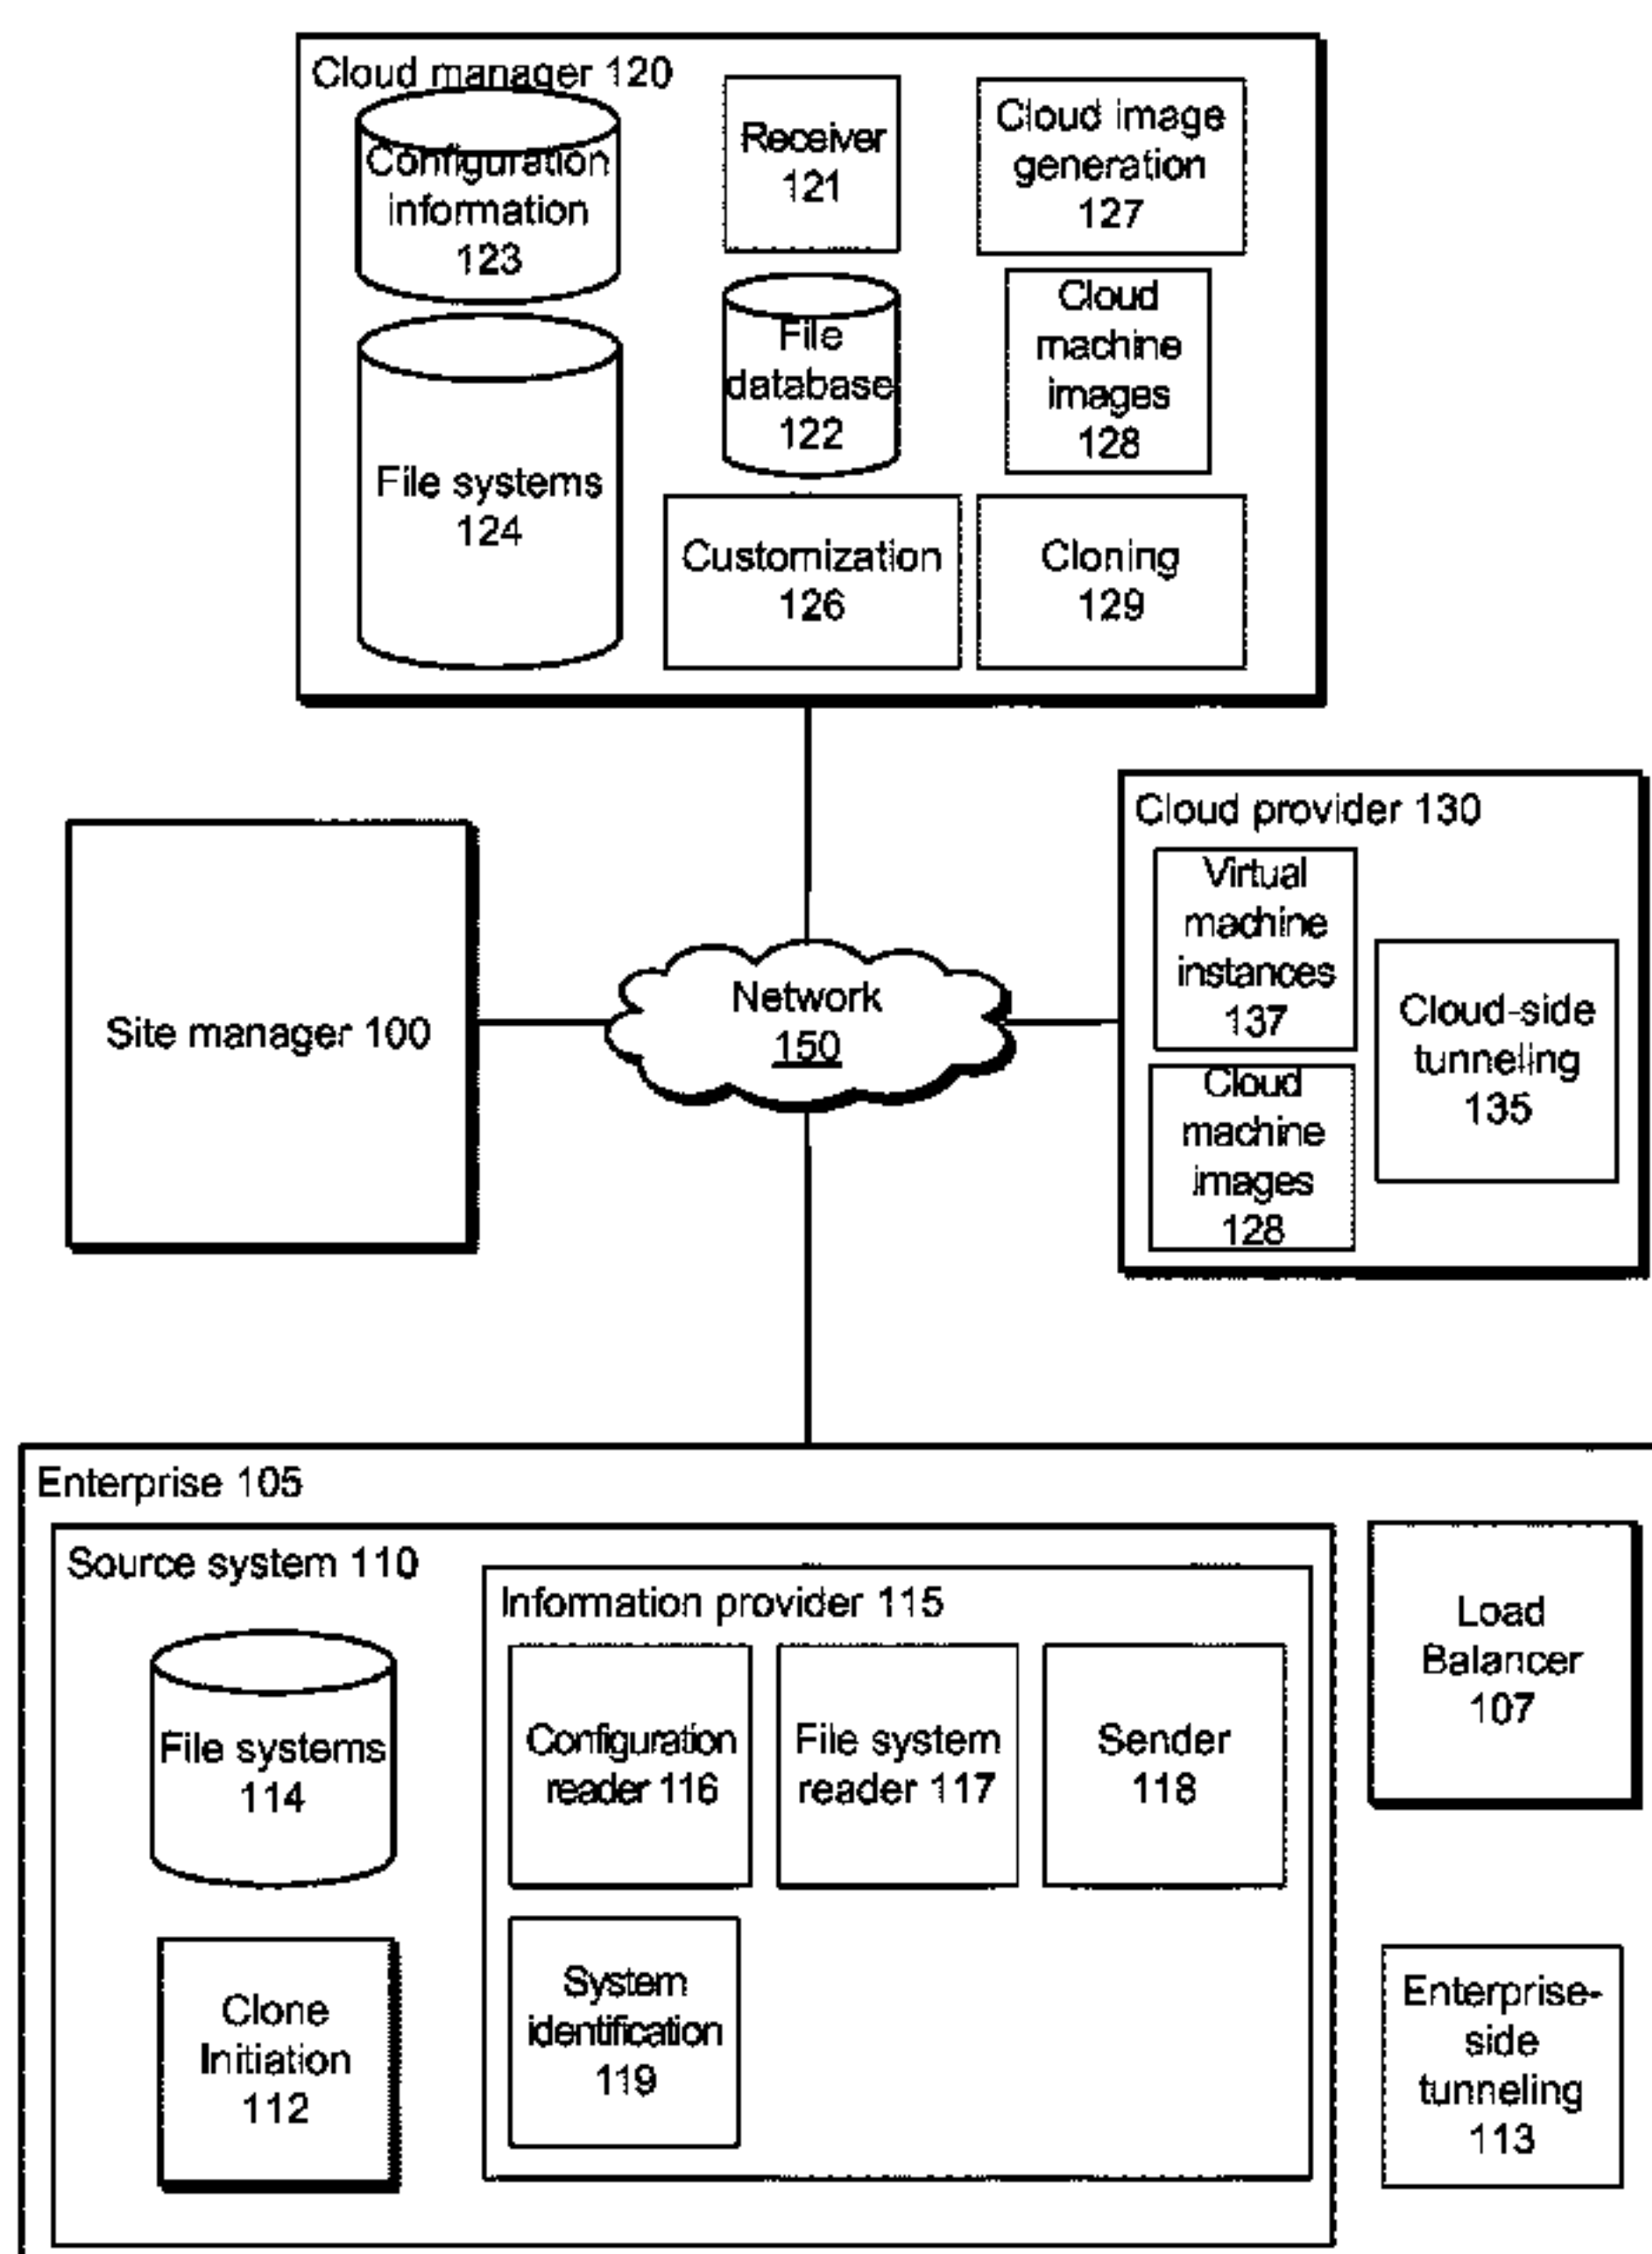 Cloud manager 120
Configuration
information
123
File systems
124
Receiver
121
File
database
122
Customization
126
Cloud image
generation
127
Cloud
machine
images
128
Cloning
129
Site manager 100
Network
150
Cloud provider 130
Virtual
machine
instances
137
Cloud
machine
images
128
Cloud-side
tunneling
135
Enterprise 105
Source system 110
File systems
114
Clone
Initiation
112
Information provider 115
Configuration
reader 116
File system
reader 117
Sender
118
System
identification
119
Load
Balancer
107
Enterprise-
side
tunneling
113